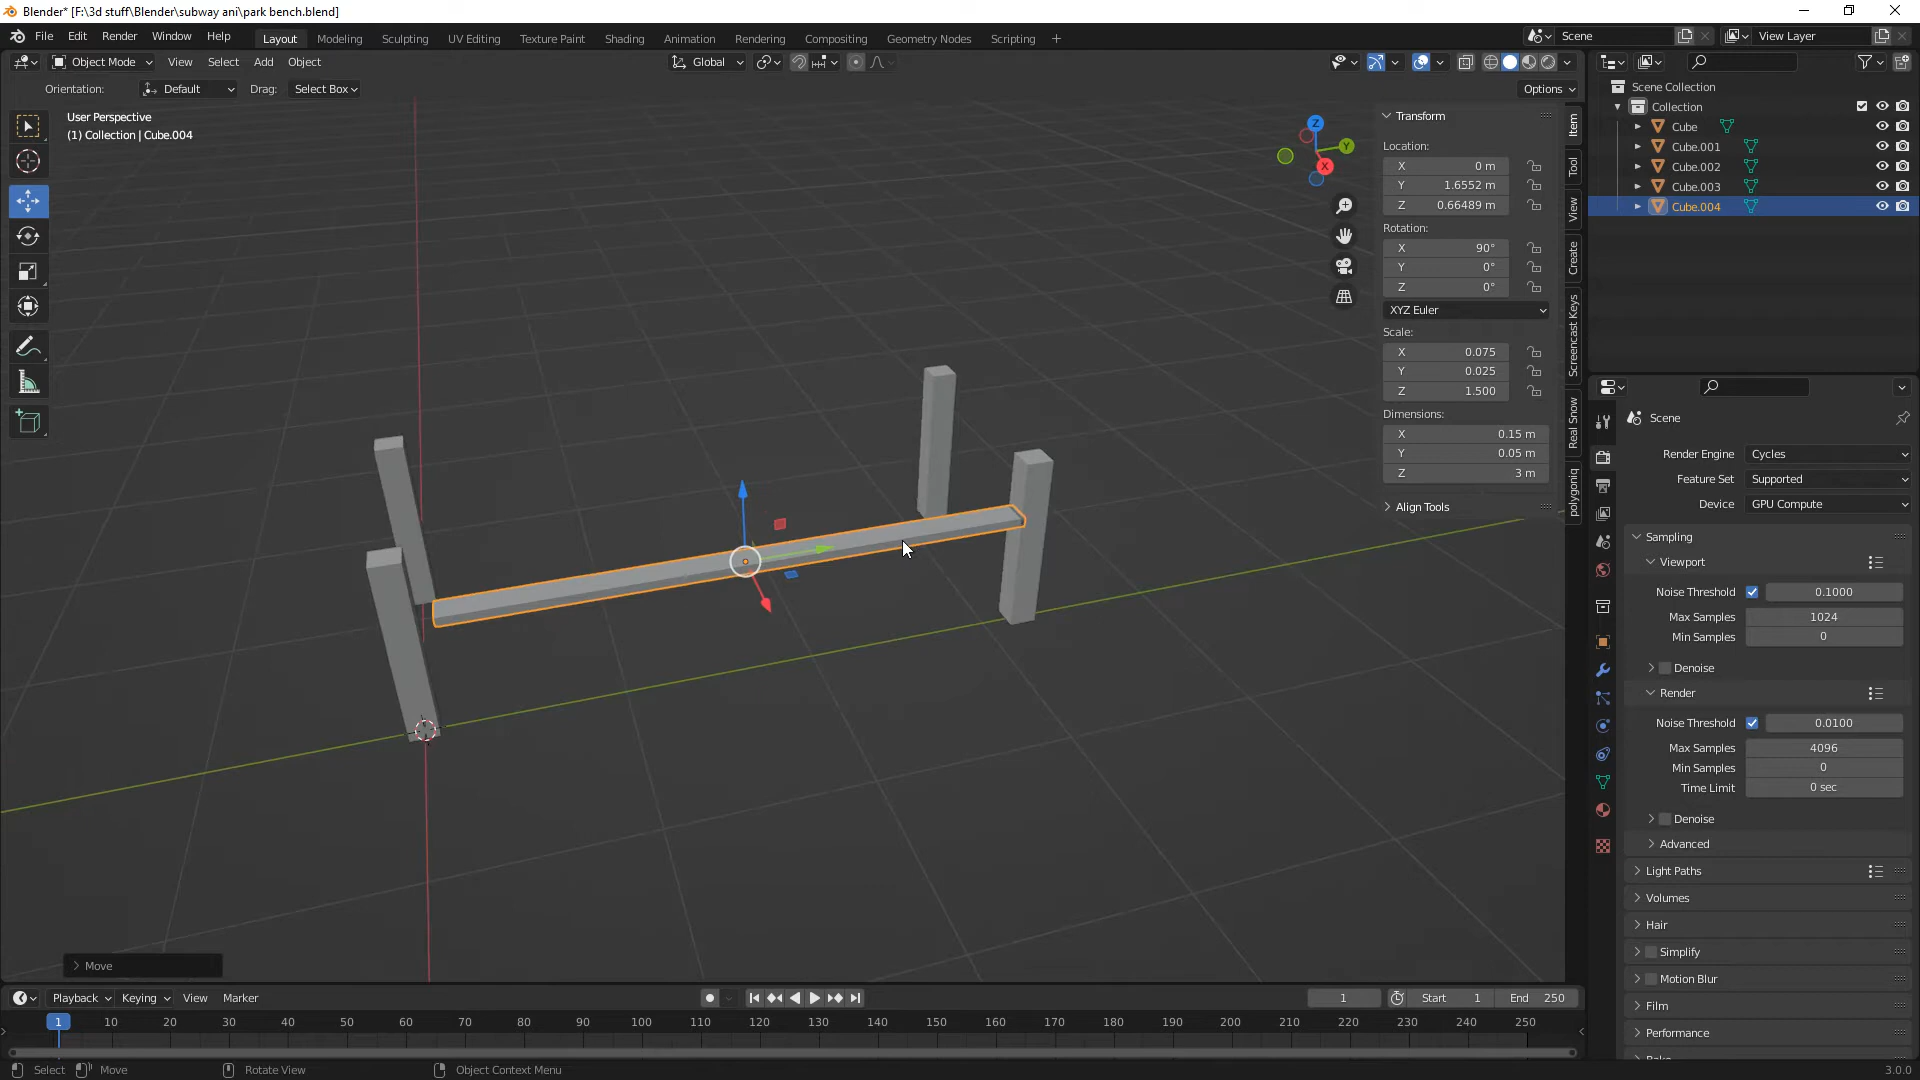 Blender* [F:\3d stuff\Blender\subway ani\park bench.blend]
File Edit Render Window Help Layout Modeling Sculpting UV Editing Texture Paint Shading Animation Rendering Compositing Geometry Nodes Scripting + Scene View Layer
Object Mode View Select Add Object Global
Orientation: Default Drag: Select Box Options
User Perspective
(1) Collection | Cube.004
Z
Y
X
Transform
Location:
X 0 m
Y 1.6552 m
Z 0.66489 m
Rotation:
X 90°
Y 0°
Z 0°
XYZ Euler
Scale:
X 0.075
Y 0.025
Z 1.500
Dimensions:
X 0.15 m
Y 0.05 m
Z 3 m
Align Tools
Item
Tool
View
Create
Screencast Keys
Real Snow
polygoniq
Scene Collection
Collection
Cube
Cube.001
Cube.002
Cube.003
Cube.004
Scene
Render Engine Cycles
Feature Set Supported
Device GPU Compute
Sampling
Viewport
Noise Threshold 0.1000
Max Samples 1024
Min Samples 0
Denoise
Render
Noise Threshold 0.0100
Max Samples 4096
Min Samples 0
Time Limit 0 sec
Denoise
Advanced
Light Paths
Volumes
Hair
Simplify
Motion Blur
Film
Performance
Move
Playback Keying View Marker 1 Start 1 End 250
1 10 20 30 40 50 60 70 80 90 100 110 120 130 140 150 160 170 180 190 200 210 220 230 240 250
Select Move Rotate View Object Context Menu 3.0.0